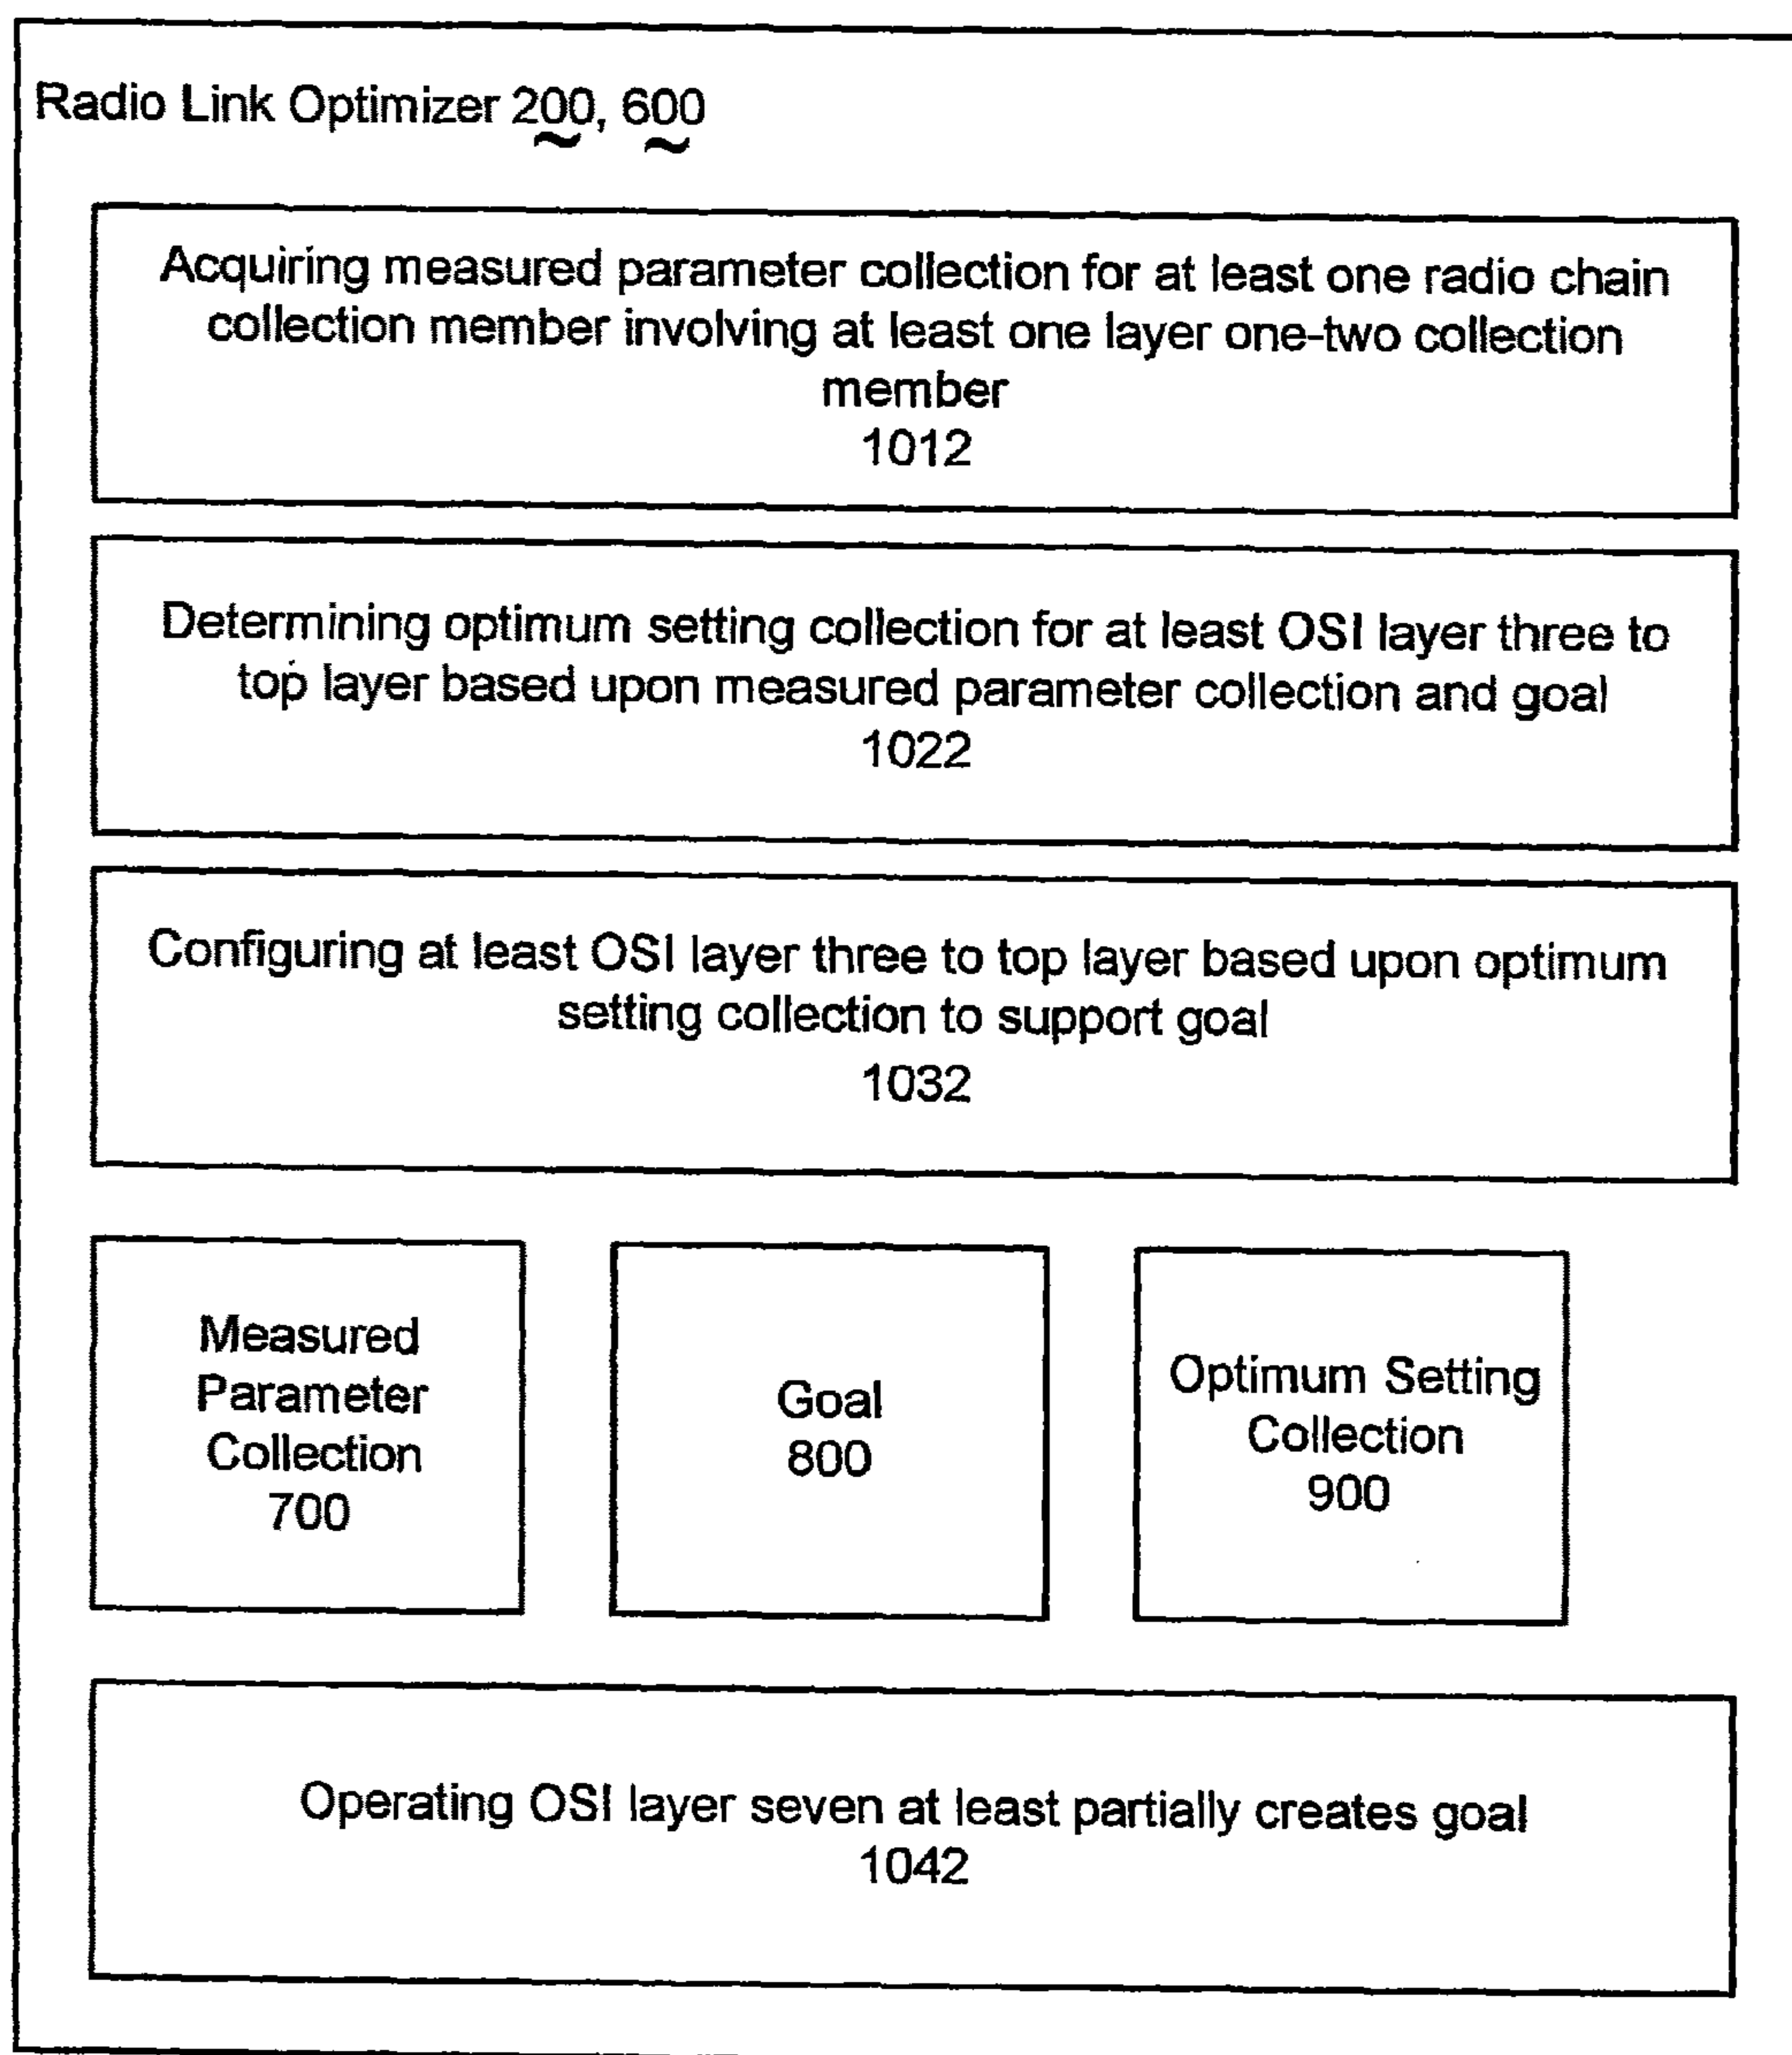 Radio Link Optimizer 200, 600
Acquiring measured parameter collection for at least one radio chain
collection member involving at least one layer one-two collection
member
1012
Determining optimum setting collection for at least OSI layer three to
top layer based upon measured parameter collection and goal
1022
Configuring at least OSI layer three to top layer based upon optimum
setting collection to support goal
1032
Measured
Parameter
Collection
700
Goal
800
Optimum Setting
Collection
900
Operating OSI layer seven at least partially creates goal
1042